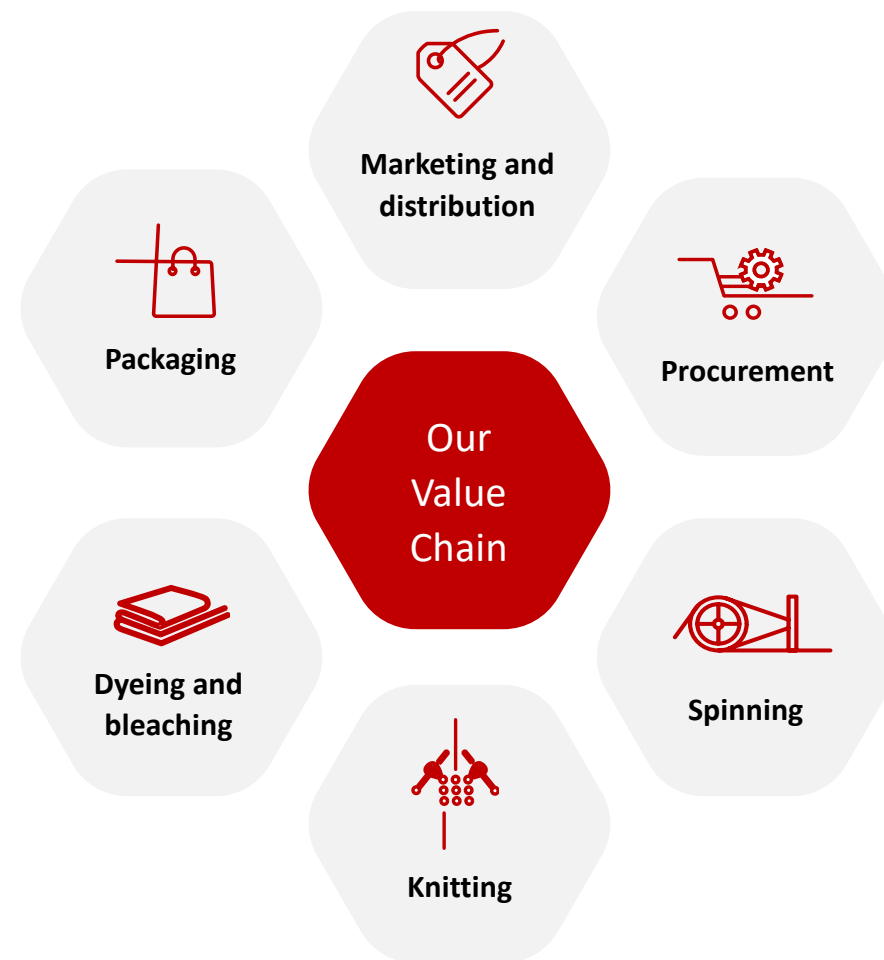 Marketing and
distribution
Packaging
Procurement
Our
Value
Chain
Dyeing and
bleaching
Spinning
Knitting